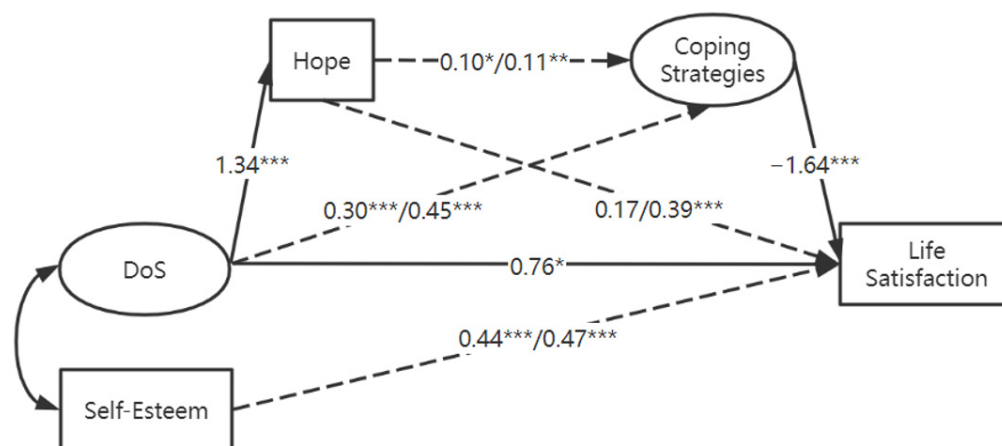 Hope
0.10*/0.11**
Coping
Strategies
1.34***
−1.64***
0.30***/0.45***
0.17/0.39***
DoS
0.76*
Life
Satisfaction
0.44***/0.47***
Self-Esteem